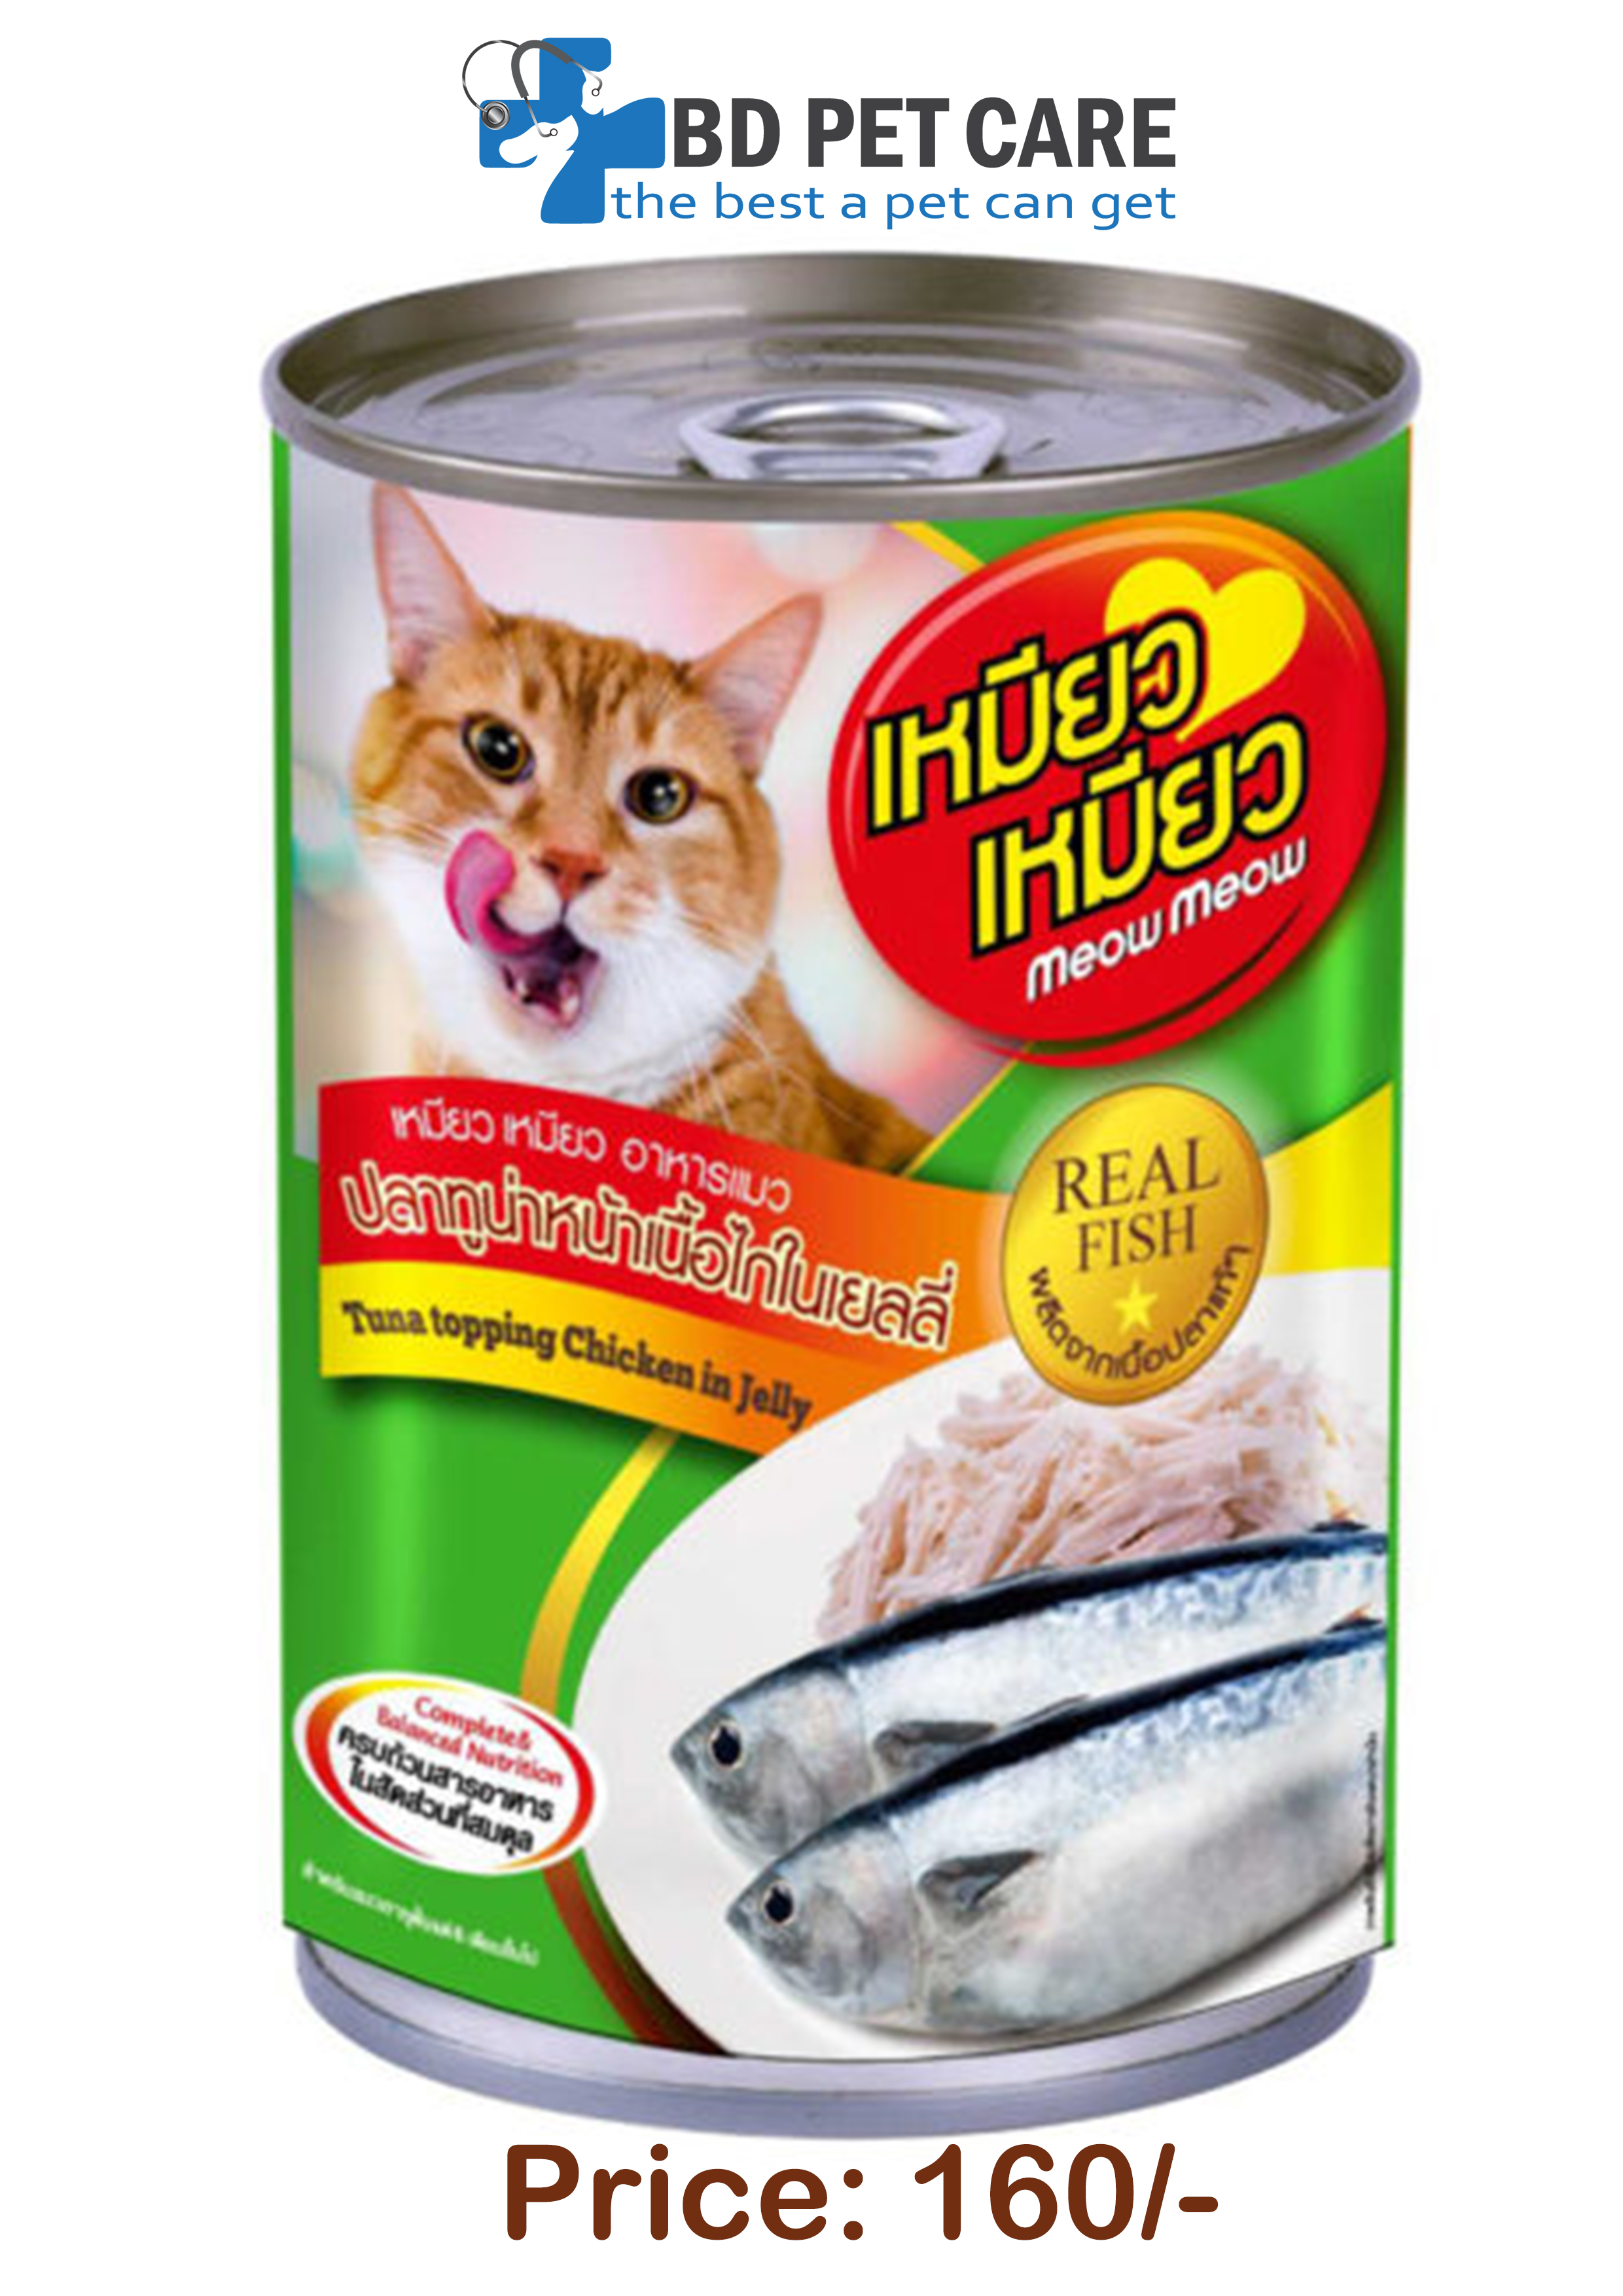 BD PET CARE
the best a pet can get
เหมียว
เหมียว
meow meow
เหมียว เหมียว อาหารแมว
ปลาทูน่าหน้าเนื้อไก่ในเยลลี่
Tuna topping Chicken in Jelly
REAL
FISH
ผลิตจากเนื้อปลาแท้ๆ
Complete&
Balanced Nutrition
ครบถ้วนสารอาหาร
ในสัดส่วนที่สมดุล
Price: 160/-